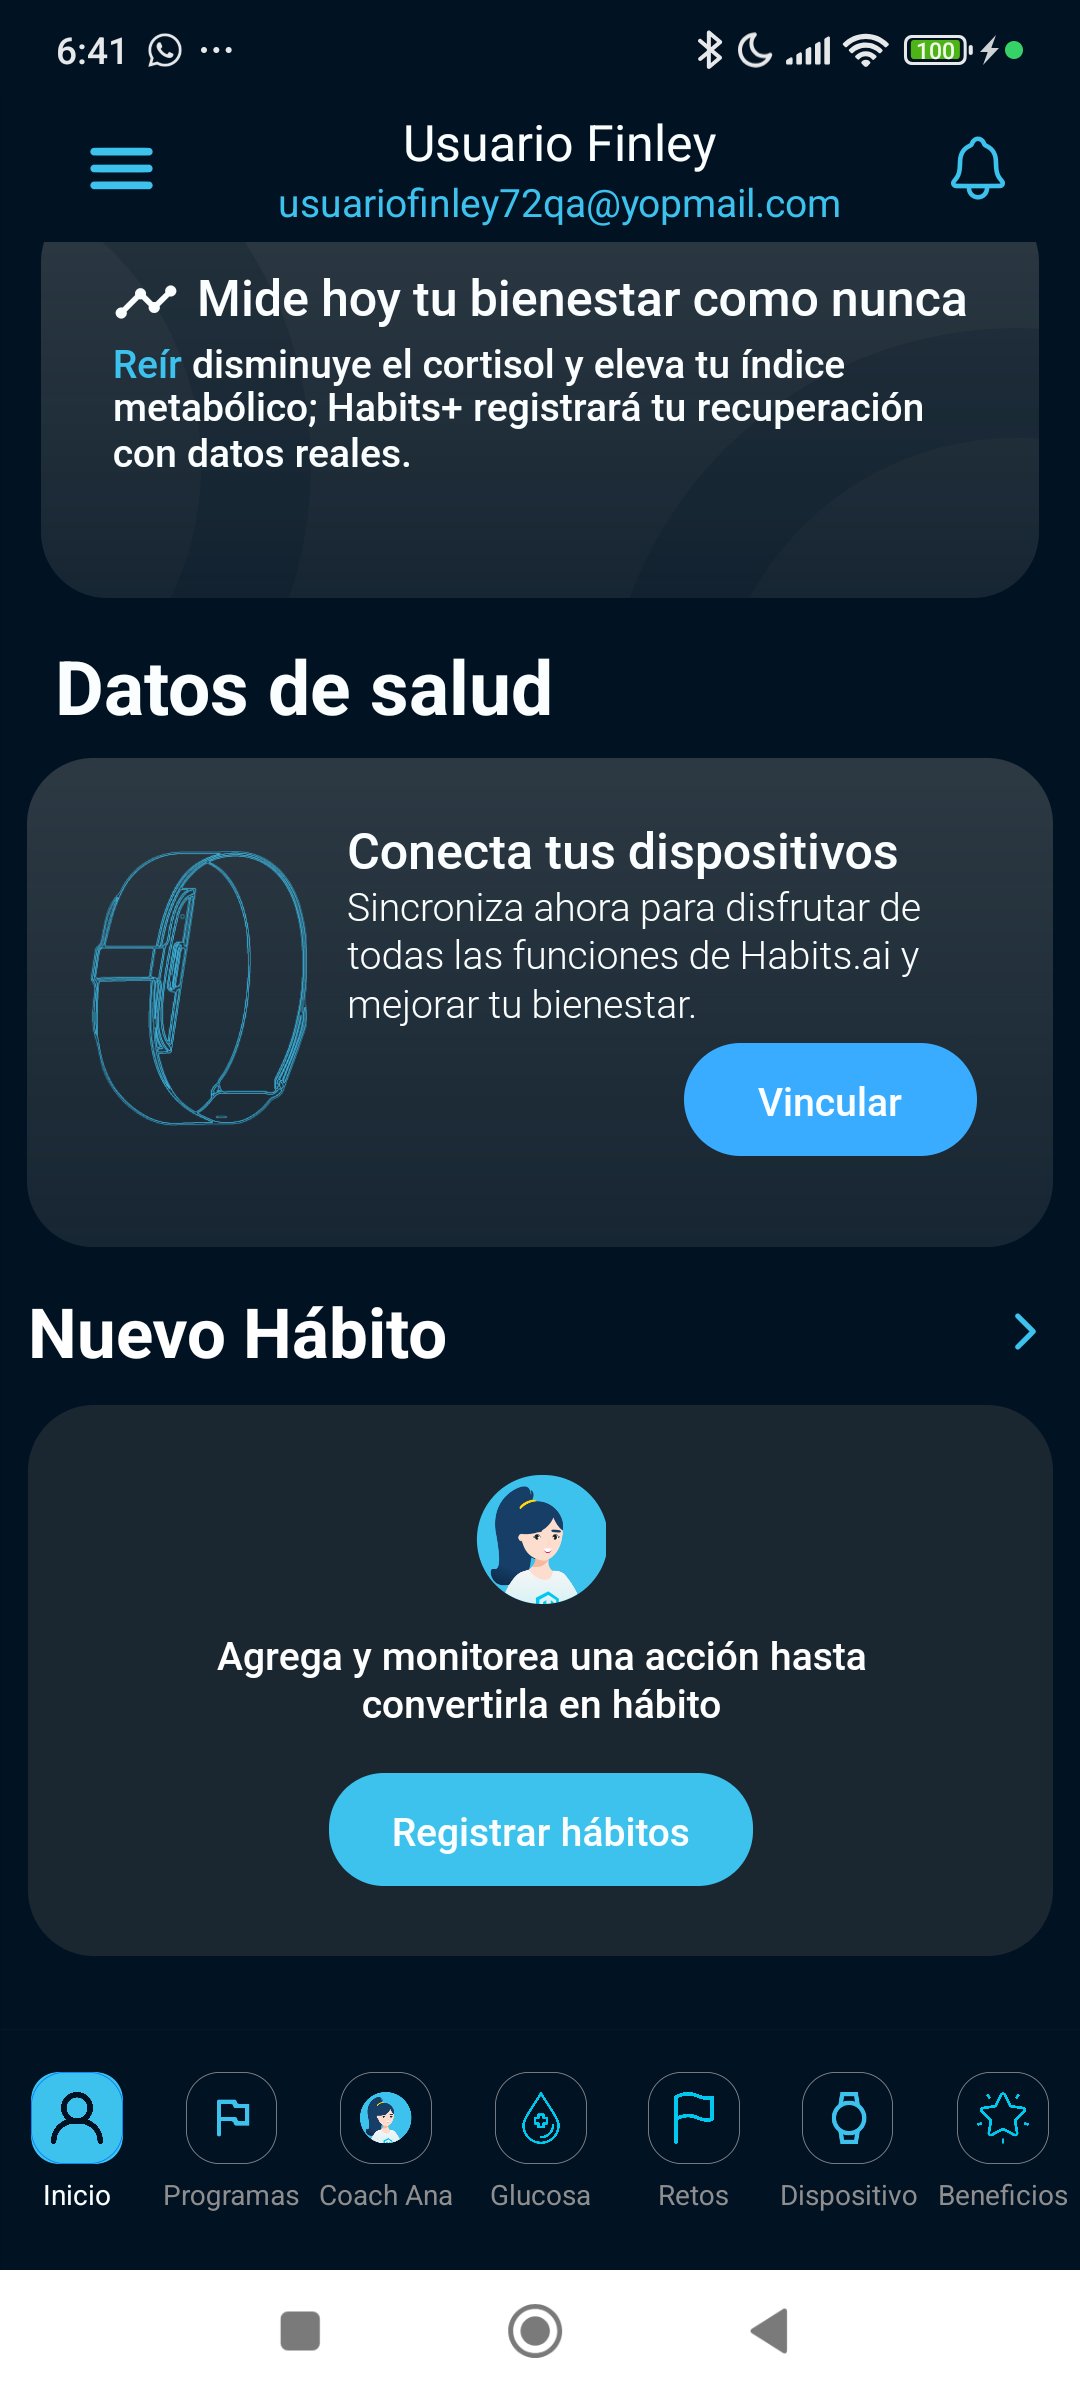 6:41
100
Usuario Finley
usuariofinley72qa@yopmail.com
Mide hoy tu bienestar como nunca
Reír disminuye el cortisol y eleva tu índice
metabólico; Habits+ registrará tu recuperación
con datos reales.
Datos de salud
Conecta tus dispositivos
Sincroniza ahora para disfrutar de
todas las funciones de Habits.ai y
mejorar tu bienestar.
Vincular
Nuevo Hábito
Agrega y monitorea una acción hasta
convertirla en hábito
Registrar hábitos
Inicio
Programas
Coach Ana
Glucosa
Retos
Dispositivo
Beneficios